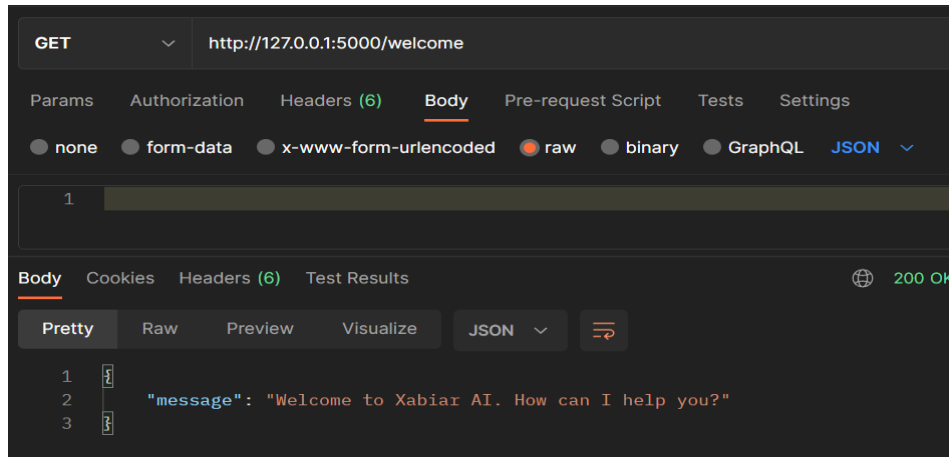 GET http://127.0.0.1:5000/welcome
Params Authorization Headers (6) Body Pre-request Script Tests Settings
none form-data x-www-form-urlencoded raw binary GraphQL JSON
1
Body Cookies Headers (6) Test Results 200 OK
Pretty Raw Preview Visualize JSON
1 {
2 "message": "Welcome to Xabiar AI. How can I help you?"
3 }